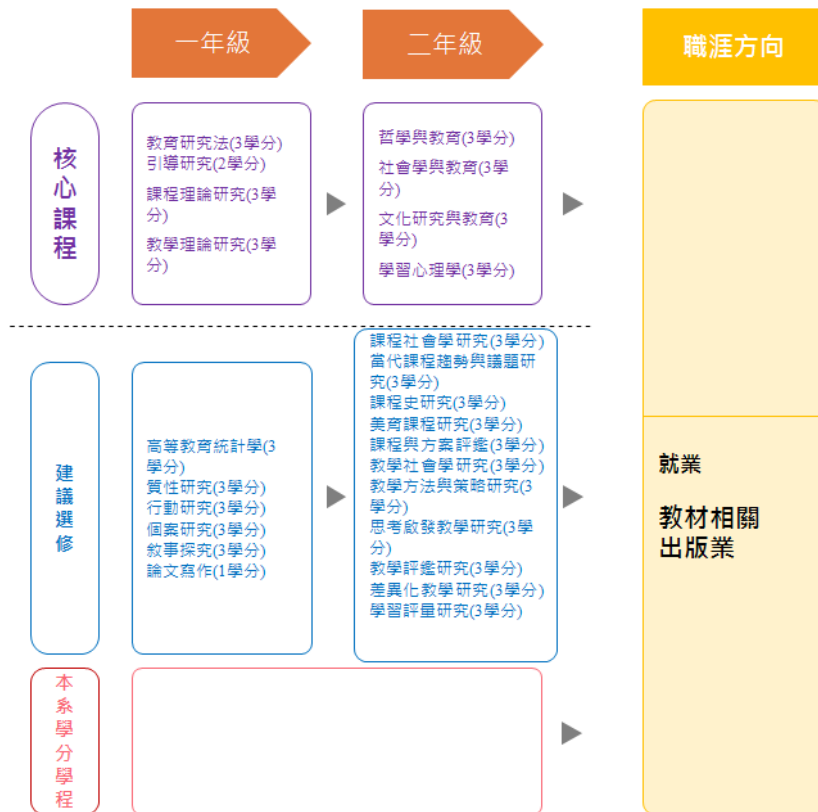 一年級
二年級
職涯方向
核心課程
教育研究法(3學分)
引導研究(2學分)
課程理論研究(3學
分)
教學理論研究(3學
分)
哲學與教育(3學分)
社會學與教育(3學
分)
文化研究與教育(3
學分)
學習心理學(3學分)
建議選修
高等教育統計學(3
學分)
質性研究(3學分)
行動研究(3學分)
個案研究(3學分)
敘事探究(3學分)
論文寫作(1學分)
課程社會學研究(3學分)
當代課程趨勢與議題研
究(3學分)
課程史研究(3學分)
美育課程研究(3學分)
課程與方案評鑑(3學分)
教學社會學研究(3學分)
教學方法與策略研究(3
學分)
思考啟發教學研究(3學
分)
教學評鑑研究(3學分)
差異化教學研究(3學分)
學習評量研究(3學分)
就業
教材相關
出版業
本系學分學程